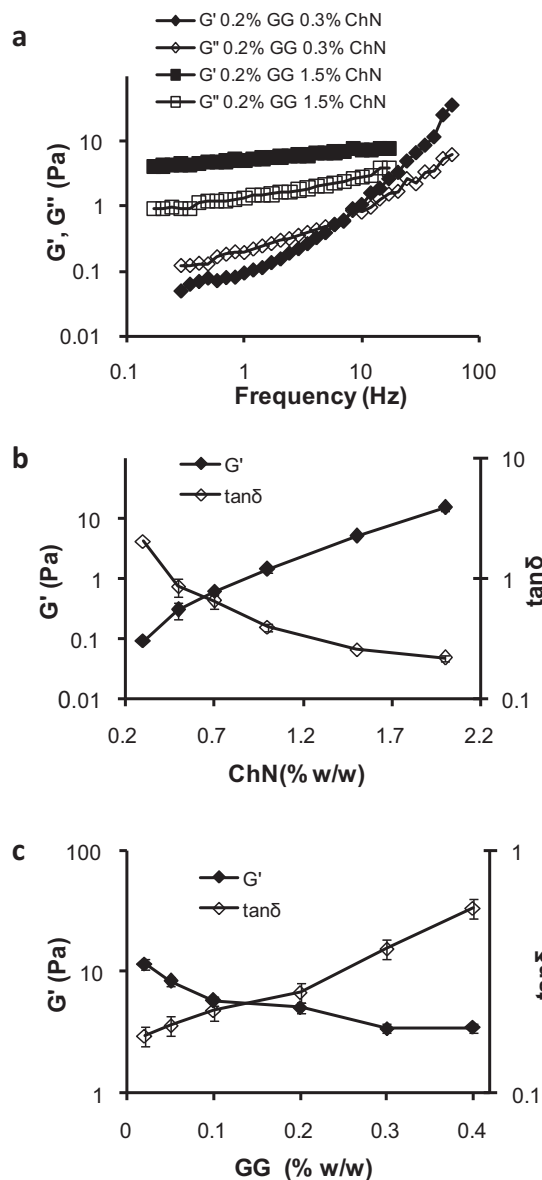 a
G' 0.2% GG 0.3% ChN
G" 0.2% GG 0.3% ChN
G' 0.2% GG 1.5% ChN
G" 0.2% GG 1.5% ChN
G', G" (Pa)
10
1
0.1
0.01
0.1
1
10
100
Frequency (Hz)
b
G'
tanδ
G' (Pa)
10
1
0.1
0.01
10
1
0.1
tanδ
0.2
0.7
1.2
1.7
2.2
ChN(% w/w)
c
G'
tanδ
G' (Pa)
100
10
1
1
0.1
tanδ
0
0.1
0.2
0.3
0.4
GG (% w/w)